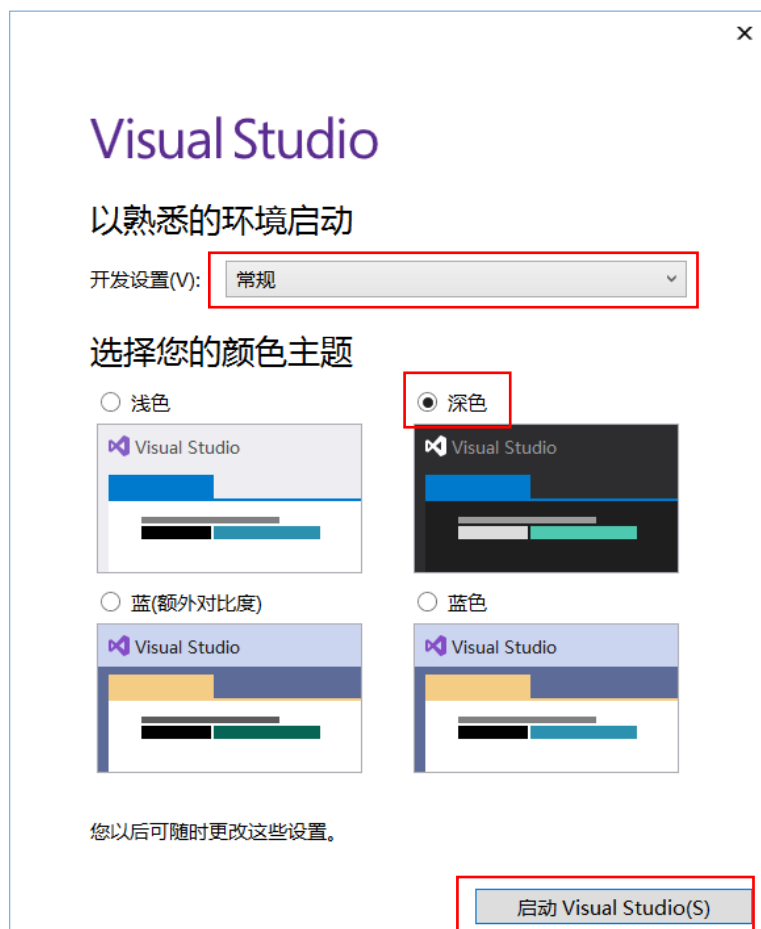 Visual Studio
以熟悉的环境启动
开发设置(V): 常规
选择您的颜色主题
浅色 深色
Visual Studio Visual Studio
蓝(额外对比度) 蓝色
Visual Studio Visual Studio
您以后可随时更改这些设置。
启动 Visual Studio(S)